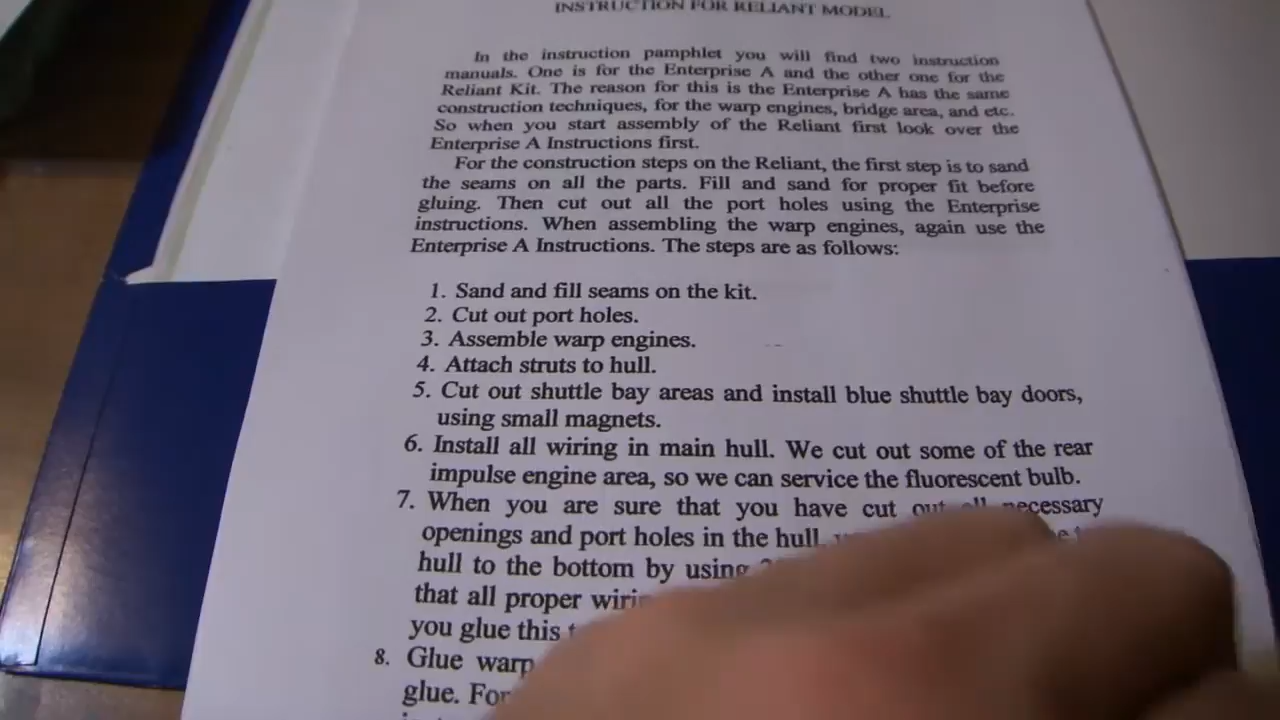 INSTRUCTION FOR RELIANT MODEL
In the instruction pamphlet you will find two instruction
manuals. One is for the Enterprise A and the other one for the
Reliant Kit. The reason for this is the Enterprise A has the same
construction techniques, for the warp engines, bridge area, and etc.
So when you start assembly of the Reliant first look over the
Enterprise A Instructions first.
For the construction steps on the Reliant, the first step is to sand
the seams on all the parts. Fill and sand for proper fit before
gluing. Then cut out all the port holes using the Enterprise
instructions. When assembling the warp engines, again use the
Enterprise A Instructions. The steps are as follows:
1. Sand and fill seams on the kit.
2. Cut out port holes.
3. Assemble warp engines.
4. Attach struts to hull.
5. Cut out shuttle bay areas and install blue shuttle bay doors,
using small magnets.
6. Install all wiring in main hull. We cut out some of the rear
impulse engine area, so we can service the fluorescent bulb.
7. When you are sure that you have cut out all necessary
openings and port holes in the hull,
hull to the bottom by using
that all proper
you glue this
8. Glue warp
glue. For